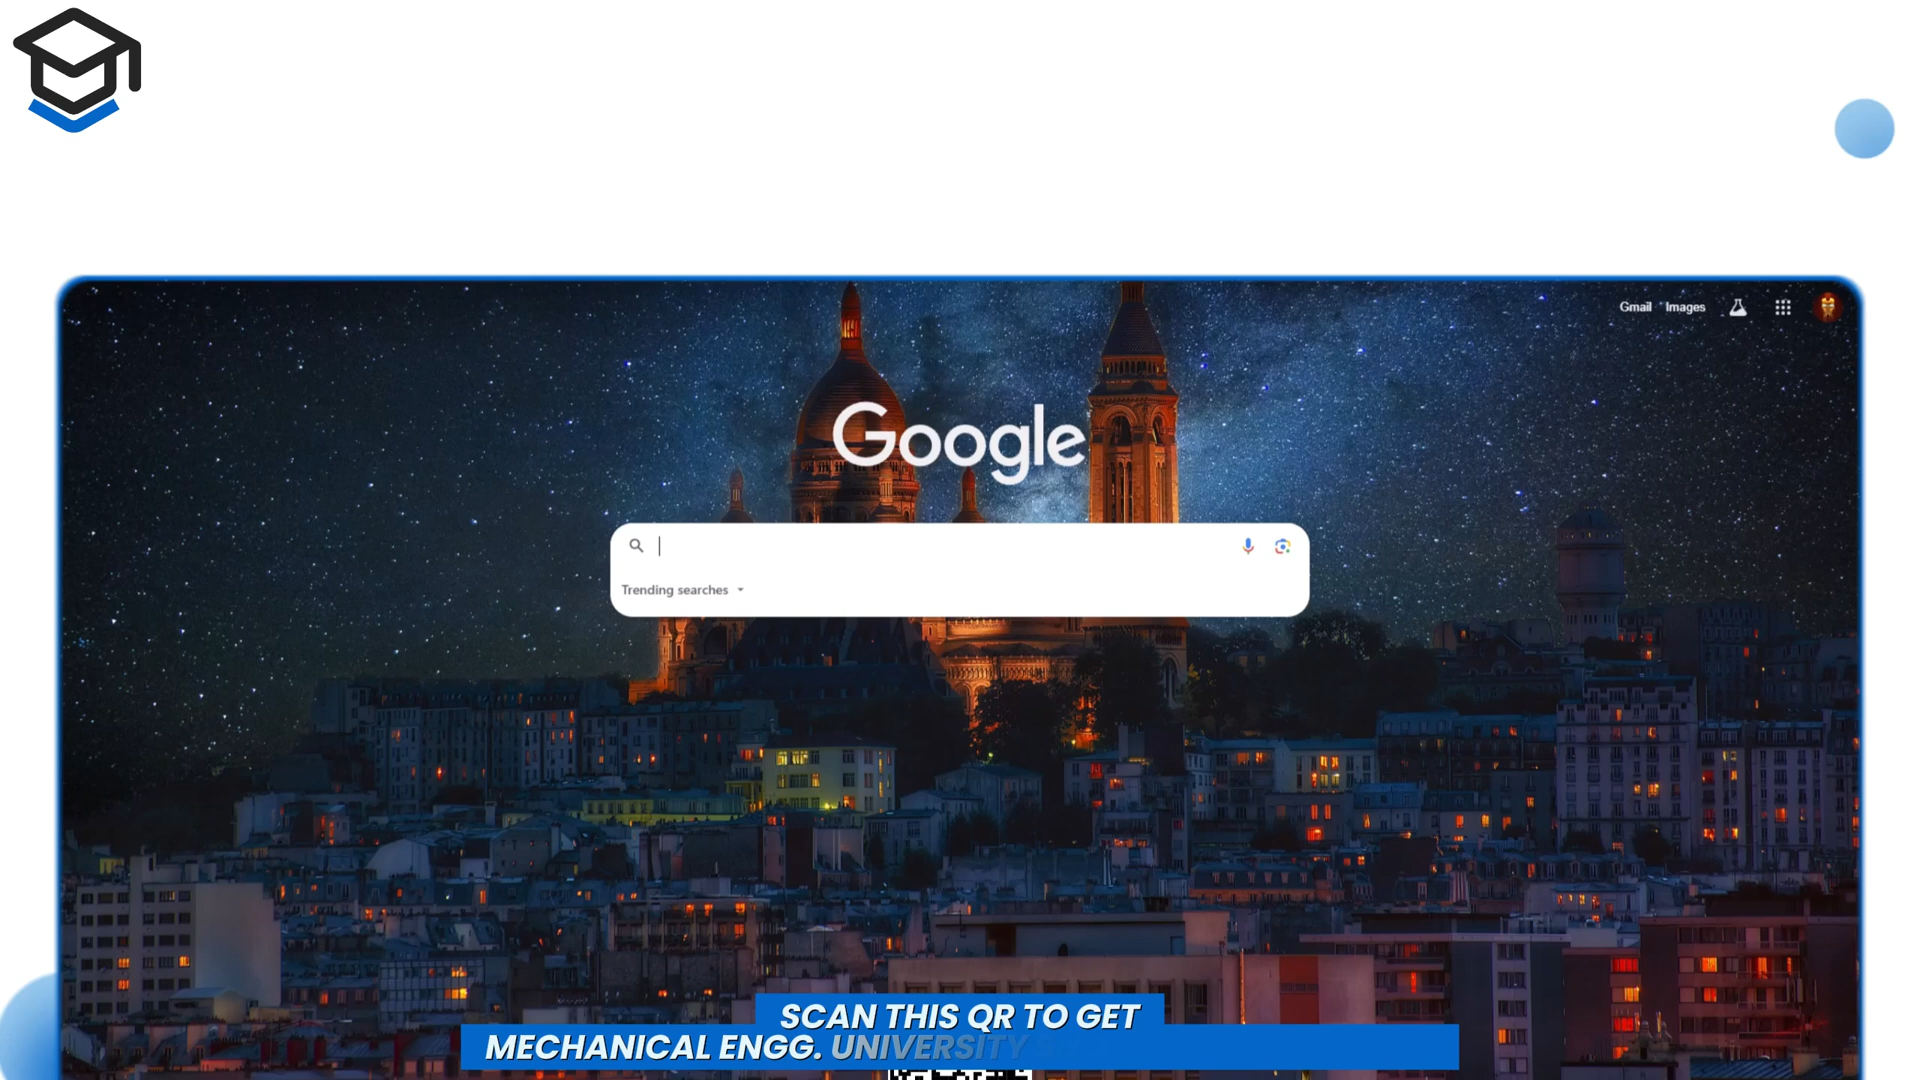 Gmail Images
Google
Trending searches
SCAN THIS QR TO GET
MECHANICAL ENGG. UNIVERSITY